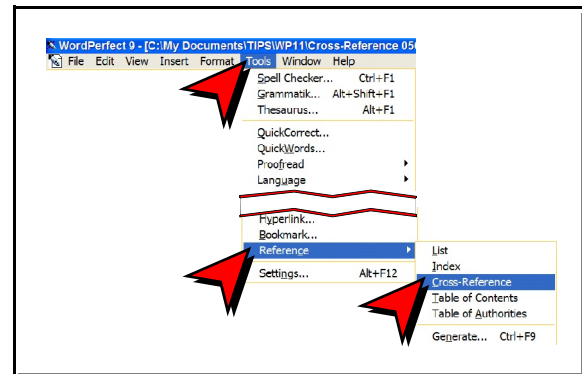 WordPerfect 9 - [C:\My Documents\TIPS\WP11\Cross-Reference 050
File Edit View Insert Format Tools Window Help
Spell Checker... Ctrl+F1
Grammatik... Alt+Shift+F1
Thesaurus... Alt+F1
QuickCorrect...
QuickWords...
Proofread
Language
Hyperlink...
Bookmark...
Reference
Settings... Alt+F12
List
Index
Cross-Reference
Table of Contents
Table of Authorities
Generate... Ctrl+F9